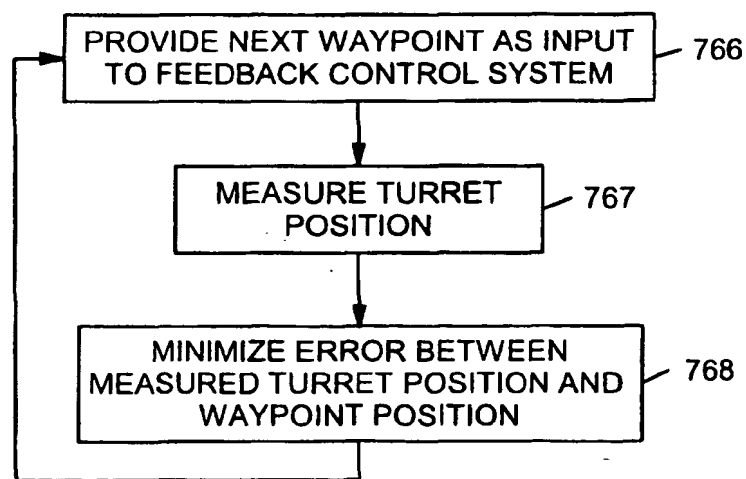 PROVIDE NEXT WAYPOINT AS INPUT
TO FEEDBACK CONTROL SYSTEM
766
MEASURE TURRET
POSITION
767
MINIMIZE ERROR BETWEEN
MEASURED TURRET POSITION AND
WAYPOINT POSITION
768